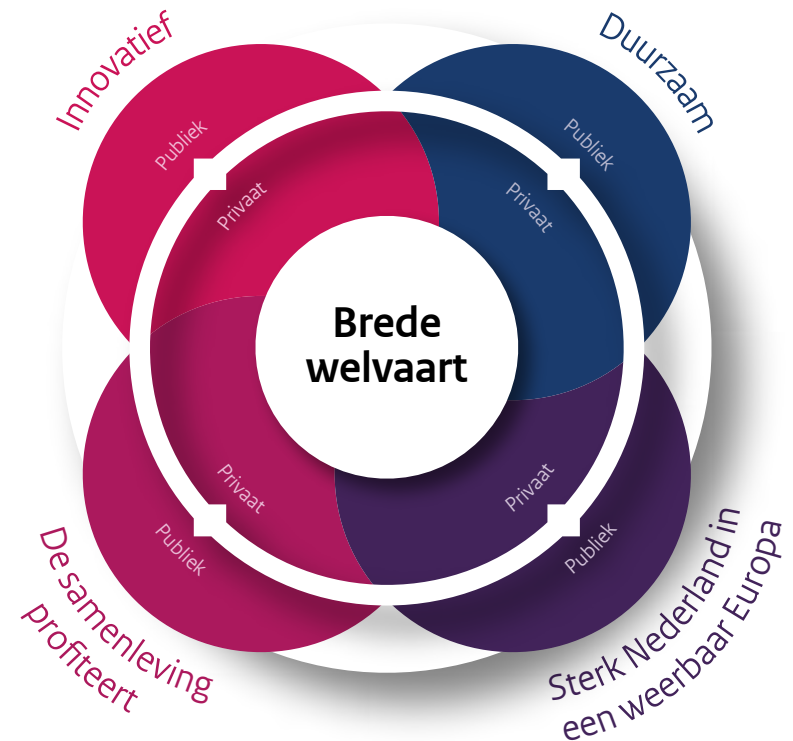 Innovatief
Duurzaam
Publiek
Publiek
Privaat
Privaat
Brede
welvaart
Privaat
Privaat
Publiek
Publiek
De samenleving
profiteert
Sterk Nederland in
een weerbaar Europa